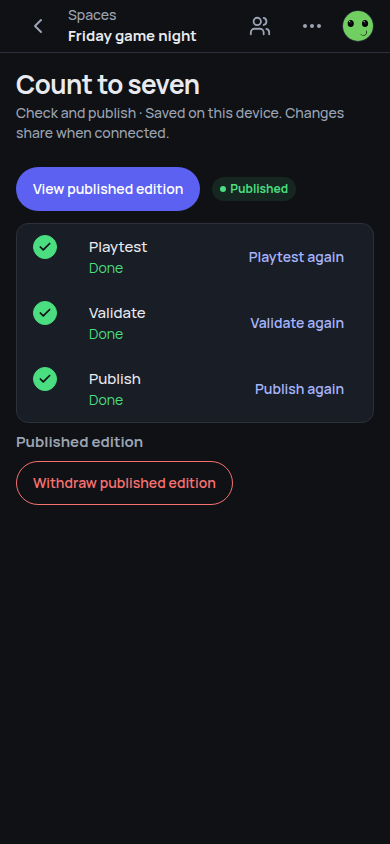 Spaces
Friday game night
Count to seven
Check and publish · Saved on this device. Changes
share when connected.
View published edition
Published
Playtest
Done
Playtest again
Validate
Done
Validate again
Publish
Done
Publish again
Published edition
Withdraw published edition